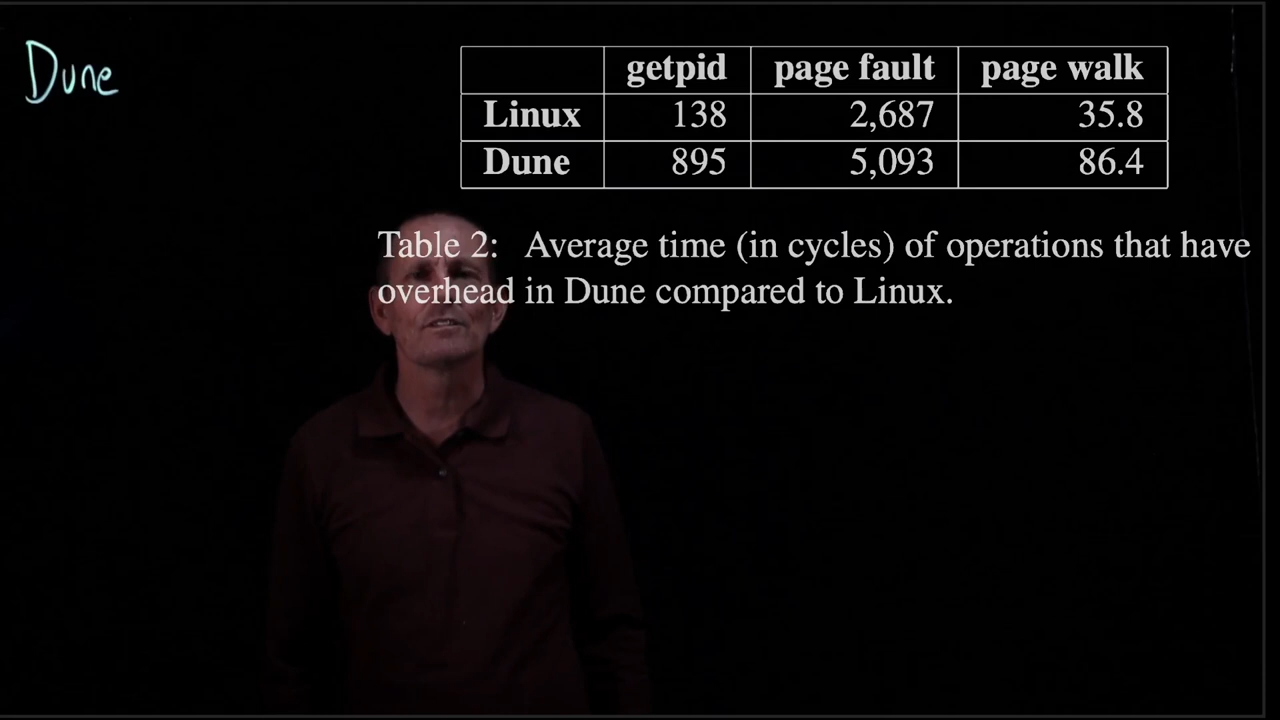 Dune
getpid page fault page walk
Linux 138 2,687 35.8
Dune 895 5,093 86.4
Table 2: Average time (in cycles) of operations that have
overhead in Dune compared to Linux.